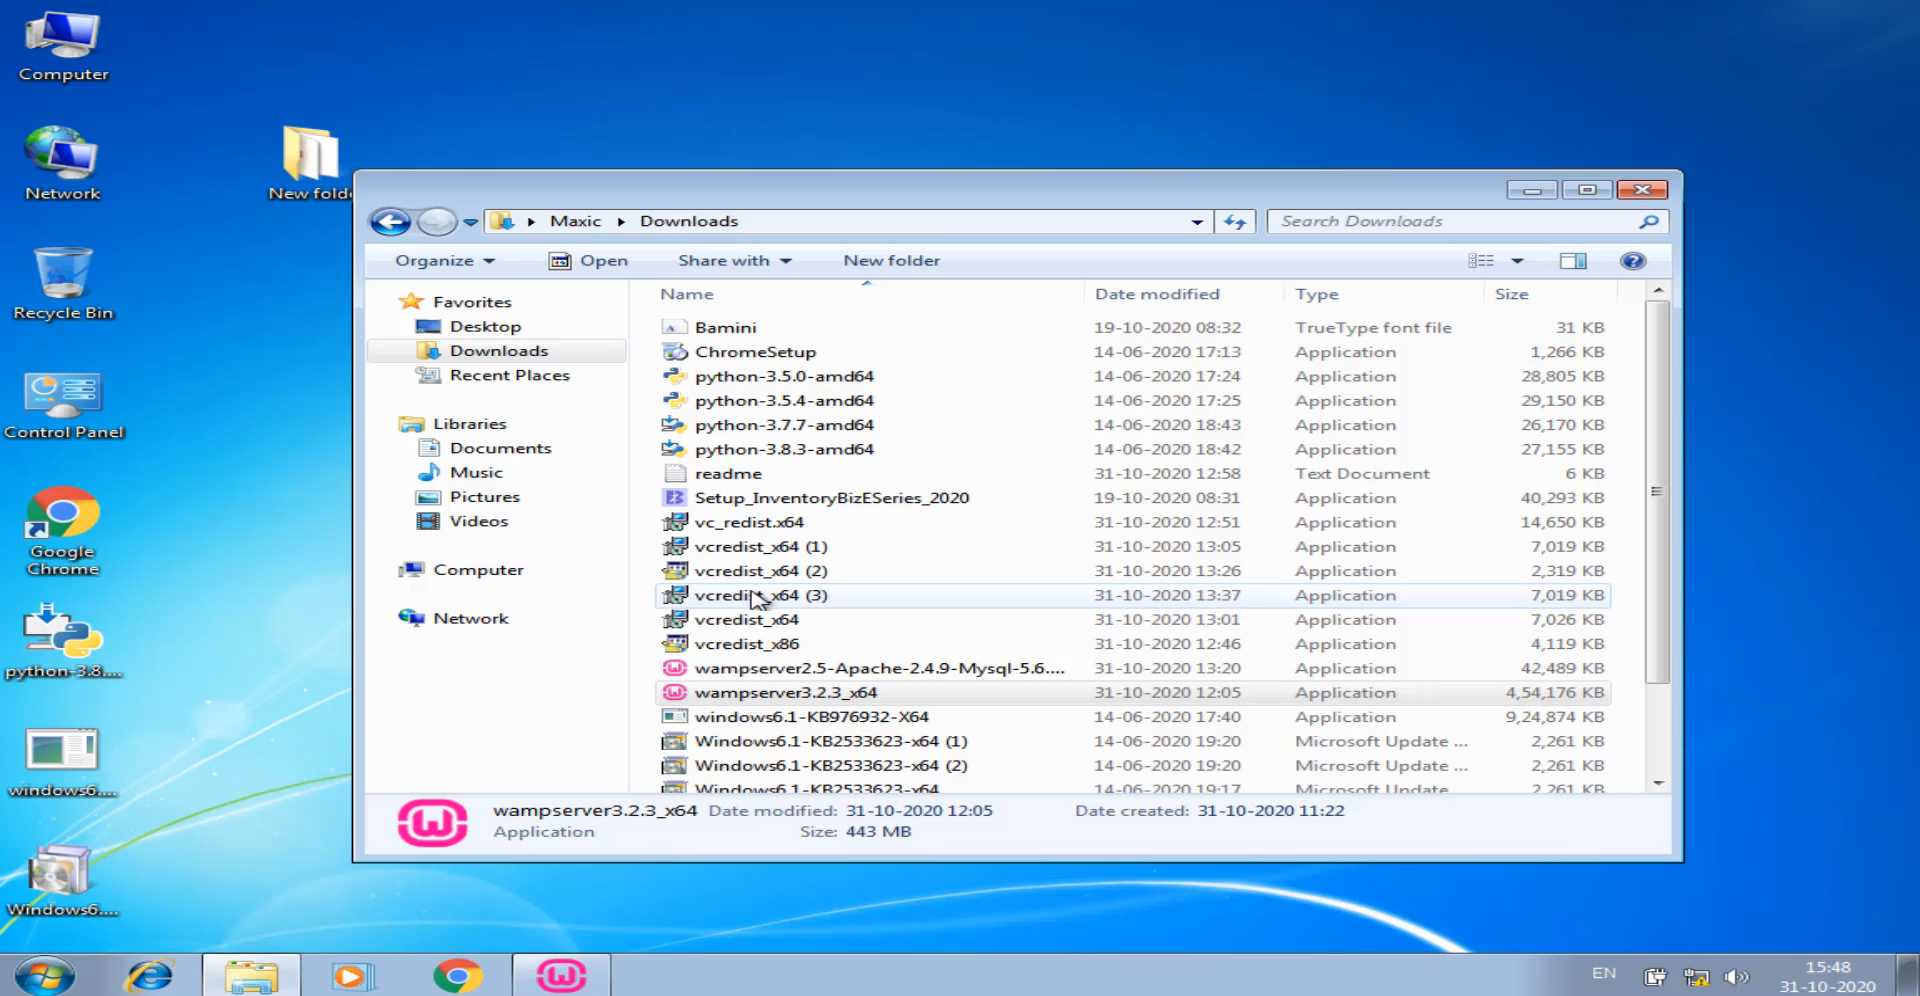 Computer
Network
Recycle Bin
Control Panel
Google
Chrome
python-3.8....
windows6....
Windows6....
New folde
Maxic Downloads
Search Downloads
Organize Open Share with New folder
Favorites
Desktop
Downloads
Recent Places
Libraries
Documents
Music
Pictures
Videos
Computer
Network
Name Date modified Type Size
Bamini 19-10-2020 08:32 TrueType font file 31 KB
ChromeSetup 14-06-2020 17:13 Application 1,266 KB
python-3.5.0-amd64 14-06-2020 17:24 Application 28,805 KB
python-3.5.4-amd64 14-06-2020 17:25 Application 29,150 KB
python-3.7.7-amd64 14-06-2020 18:43 Application 26,170 KB
python-3.8.3-amd64 14-06-2020 18:42 Application 27,155 KB
readme 31-10-2020 12:58 Text Document 6 KB
Setup_InventoryBizESeries_2020 19-10-2020 08:31 Application 40,293 KB
vc_redist.x64 31-10-2020 12:51 Application 14,650 KB
vcredist_x64 (1) 31-10-2020 13:05 Application 7,019 KB
vcredist_x64 (2) 31-10-2020 13:26 Application 2,319 KB
vcredist_x64 (3) 31-10-2020 13:37 Application 7,019 KB
vcredist_x64 31-10-2020 13:01 Application 7,026 KB
vcredist_x86 31-10-2020 12:46 Application 4,119 KB
wampserver2.5-Apache-2.4.9-Mysql-5.6.... 31-10-2020 13:20 Application 42,489 KB
wampserver3.2.3_x64 31-10-2020 12:05 Application 4,54,176 KB
windows6.1-KB976932-X64 14-06-2020 17:40 Application 9,24,874 KB
Windows6.1-KB2533623-x64 (1) 14-06-2020 19:20 Microsoft Update ... 2,261 KB
Windows6.1-KB2533623-x64 (2) 14-06-2020 19:20 Microsoft Update ... 2,261 KB
Windows6.1-KB2533623-x64 14-06-2020 19:17 Microsoft Update 2,261 KB
wampserver3.2.3_x64 Date modified: 31-10-2020 12:05 Date created: 31-10-2020 11:22
Application Size: 443 MB
EN
15:48
31-10-2020